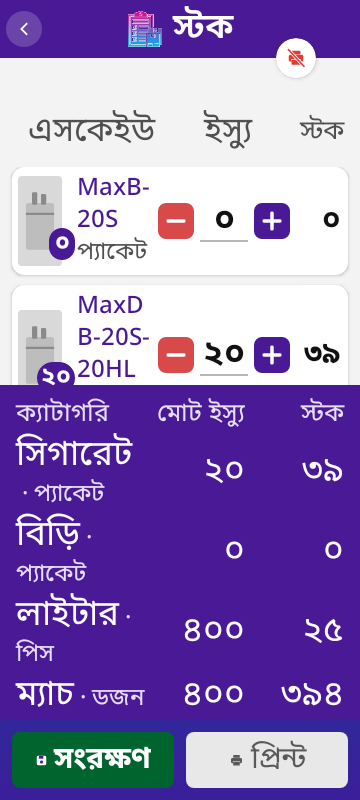 স্টক
এসকেইউ ইস্যু স্টক
MaxB-
20S
০ ০
০ প্যাকেট
MaxD
B-20S-
২০ ৩৯
20HL
২০
ক্যাটাগরি মোট ইস্যু স্টক
সিগারেট
· প্যাকেট
২০ ৩৯
বিড়ি ·
প্যাকেট
০ ০
লাইটার ·
পিস
৪০০ ২৫
ম্যাচ · ডজন ৪০০ ৩৯৪
সংরক্ষণ প্রিন্ট